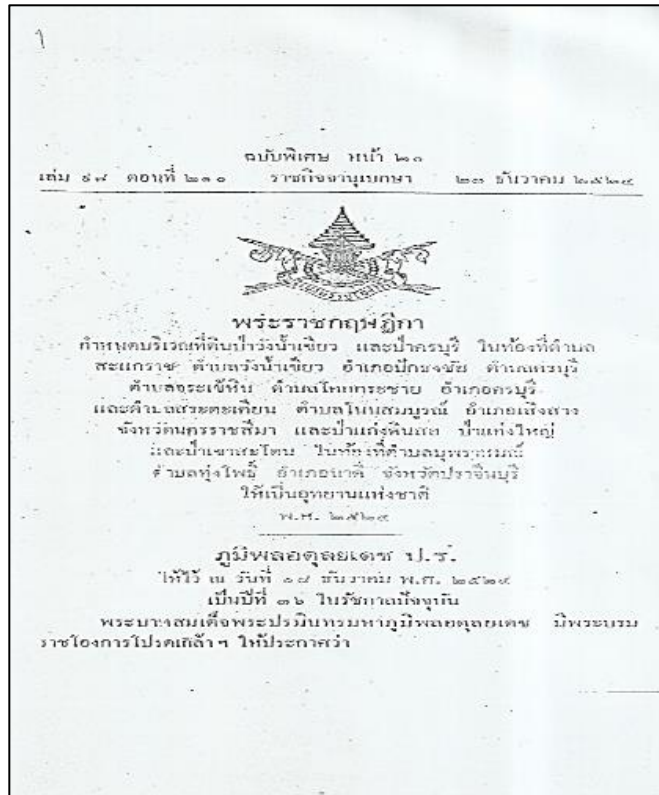 1
ฉบับพิเศษ หน้า ๒๑
เล่ม ๙๘ ตอนที่ ๒๑๑ ราชกิจจานุเบกษา ๒๓ ธันวาคม ๒๕๒๔
พระราชกฤษฎีกา
กำหนดบริเวณที่ดินป่าวังน้ำเขียว และป่าครบุรี ในท้องที่ตำบล
สะแกราช ตำบลวังน้ำเขียว อำเภอปักธงชัย ตำบลครบุรี
ตำบลจระเข้หิน ตำบลโคกกระชาย อำเภอครบุรี
และตำบลสระตะเคียน ตำบลโนนสมบูรณ์ อำเภอเสิงสาง
จังหวัดนครราชสีมา และป่าแก่งดินสอ ป่าแก่งใหญ่
และป่าเขาสะโตน ในท้องที่ตำบลบุพราหมณ์
ตำบลทุ่งโพธิ์ อำเภอนาดี จังหวัดปราจีนบุรี
ให้เป็นอุทยานแห่งชาติ
พ.ศ. ๒๕๒๔
ภูมิพลอดุลยเดช ป.ร.
ให้ไว้ ณ วันที่ ๑๘ ธันวาคม พ.ศ. ๒๕๒๔
เป็นปีที่ ๓๖ ในรัชกาลปัจจุบัน
พระบาทสมเด็จพระปรมินทรมหาภูมิพลอดุลยเดช มีพระบรม
ราชโองการโปรดเกล้า ฯ ให้ประกาศว่า